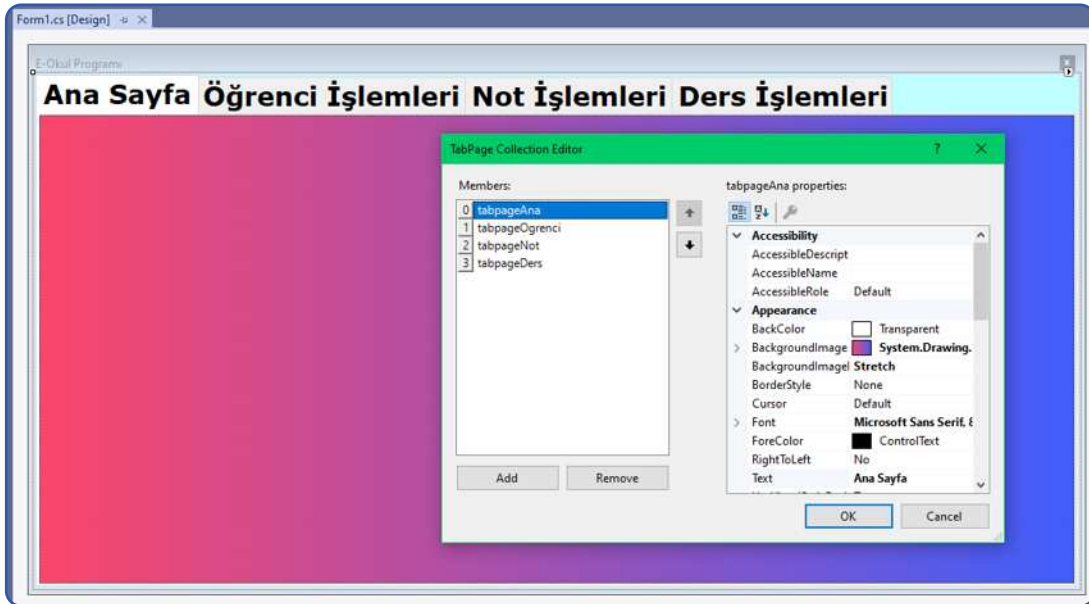 Form1.cs [Design]
E-Okul Programı
Ana Sayfa Öğrenci İşlemleri Not İşlemleri Ders İşlemleri
TabPage Collection Editor ?
Members:
0 tabpageAna
1 tabpageOgrenci
2 tabpageNot
3 tabpageDers
Add Remove
tabpageAna properties:
Accessibility
AccessibleDescript
AccessibleName
AccessibleRole Default
Appearance
BackColor Transparent
BackgroundImage System.Drawing.
BackgroundImageL Stretch
BorderStyle None
Cursor Default
Font Microsoft Sans Serif, 8
ForeColor ControlText
RightToLeft No
Text Ana Sayfa
OK Cancel